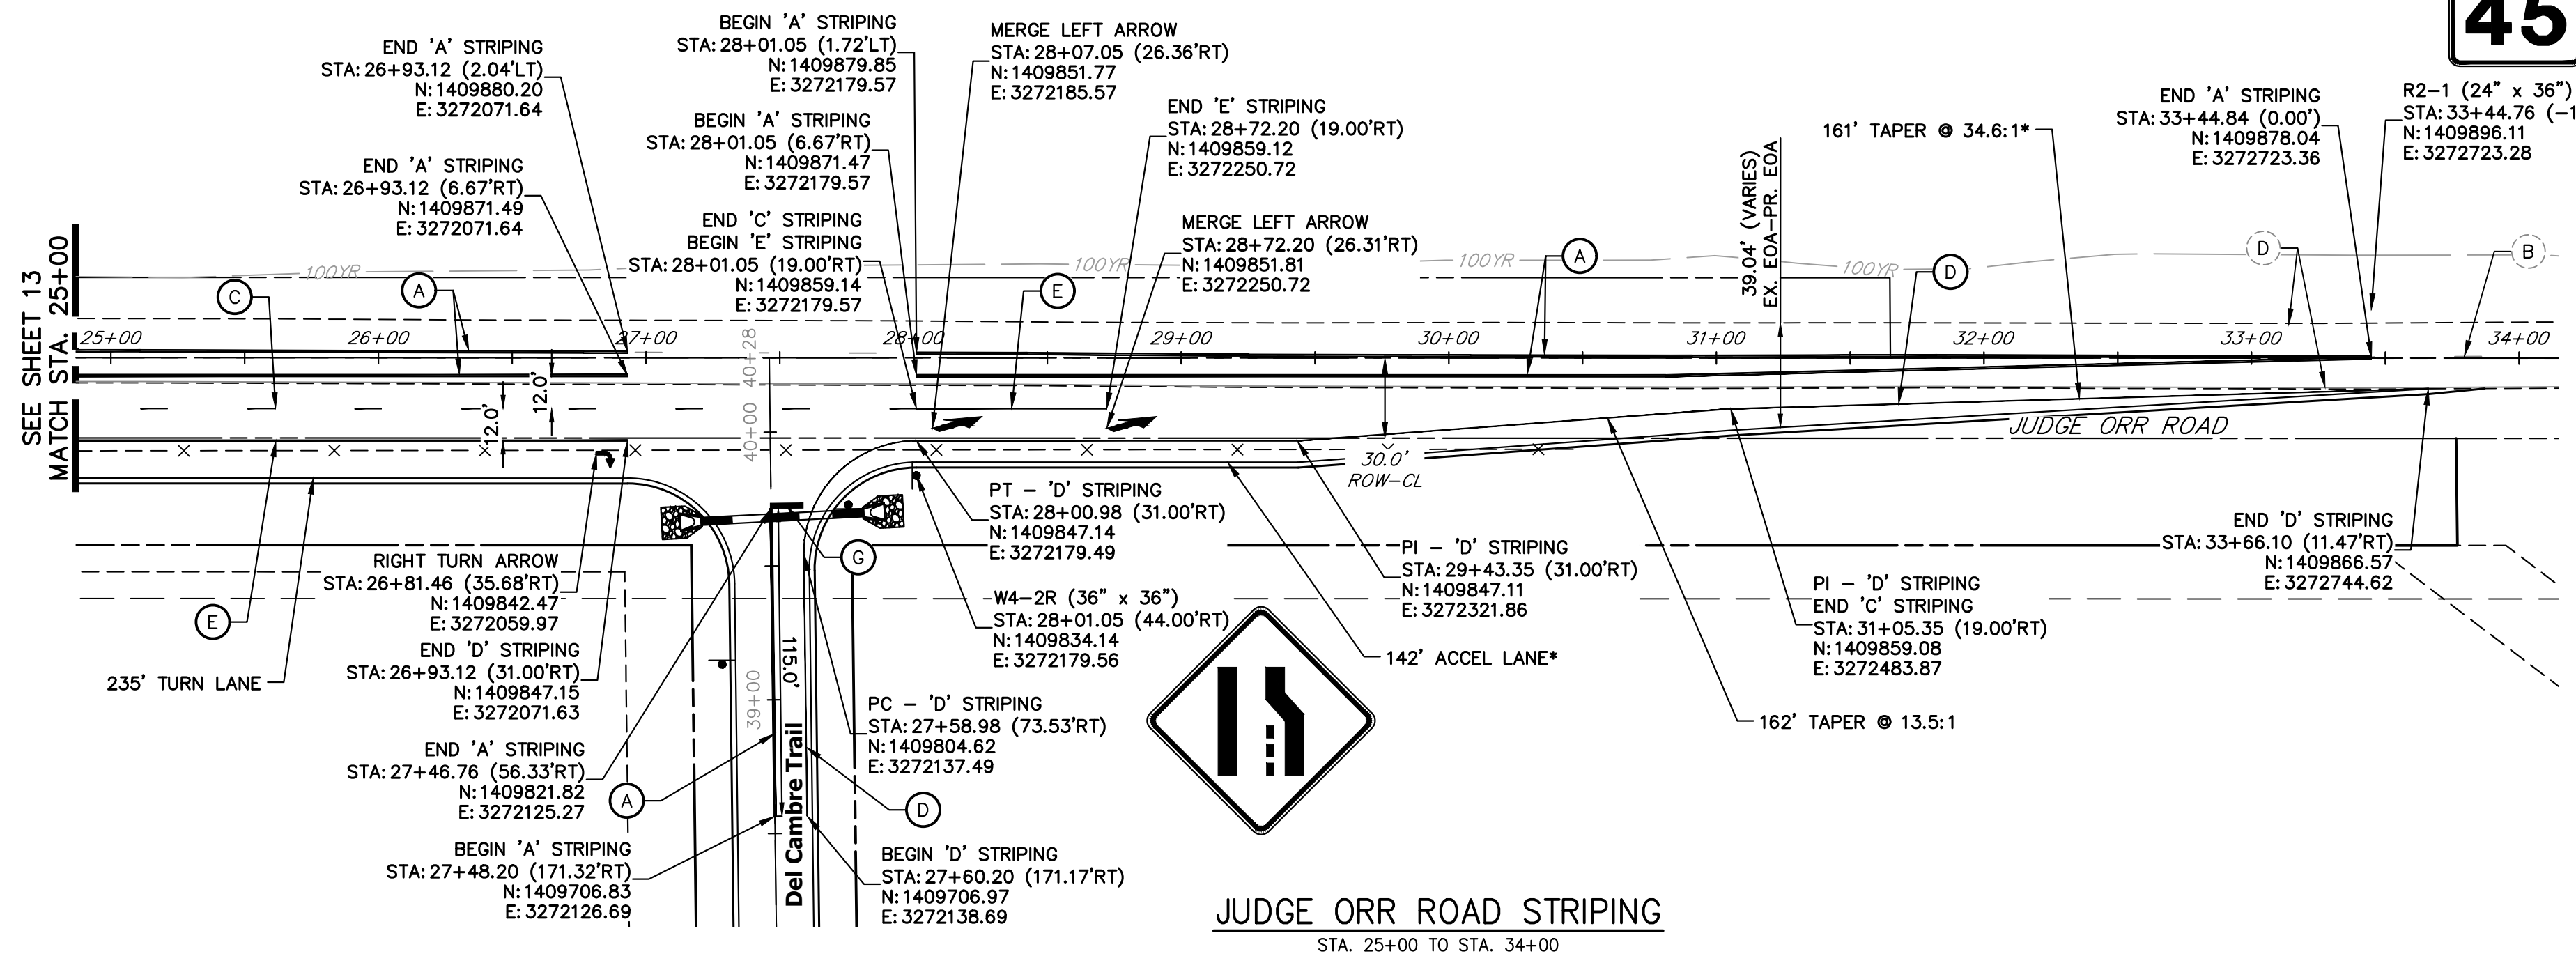 45
END 'A' STRIPING
STA: 26+93.12 (2.04'LT)
N: 1409880.20
E: 3272071.64
BEGIN 'A' STRIPING
STA: 28+01.05 (1.72'LT)
N: 1409879.85
E: 3272179.57
MERGE LEFT ARROW
STA: 28+07.05 (26.36'RT)
N: 1409851.77
E: 3272185.57
END 'A' STRIPING
STA: 26+93.12 (6.67'RT)
N: 1409871.49
E: 3272071.64
BEGIN 'A' STRIPING
STA: 28+01.05 (6.67'RT)
N: 1409871.47
E: 3272179.57
END 'E' STRIPING
STA: 28+72.20 (19.00'RT)
N: 1409859.12
E: 3272250.72
END 'C' STRIPING
BEGIN 'E' STRIPING
STA: 28+01.05 (19.00'RT)
N: 1409859.14
E: 3272179.57
MERGE LEFT ARROW
STA: 28+72.20 (26.31'RT)
N: 1409851.81
E: 3272250.72
39.04' (VARIES)
EX. EOA-PR. EOA
161' TAPER @ 34.6:1*
END 'A' STRIPING
STA: 33+44.84 (0.00')
N: 1409878.04
E: 3272723.36
R2-1 (24" x 36")
STA: 33+44.76 (-1
N: 1409896.11
E: 3272723.28
SEE SHEET 13
MATCH STA. 25+00
100YR
100YR
100YR
100YR
C
A
E
A
D
D
B
25+00
26+00
27+00
28+00
29+00
30+00
31+00
32+00
33+00
34+00
12.0'
12.0'
40+28
40+00
39+00
30.0'
ROW-CL
JUDGE ORR ROAD
RIGHT TURN ARROW
STA: 26+81.46 (35.68'RT)
N: 1409842.47
E: 3272059.97
E
235' TURN LANE
END 'D' STRIPING
STA: 26+93.12 (31.00'RT)
N: 1409847.15
E: 3272071.63
END 'A' STRIPING
STA: 27+46.76 (56.33'RT)
N: 1409821.82
E: 3272125.27
A
BEGIN 'A' STRIPING
STA: 27+48.20 (171.32'RT)
N: 1409706.83
E: 3272126.69
115.0'
Del Cambre Trail
G
PT - 'D' STRIPING
STA: 28+00.98 (31.00'RT)
N: 1409847.14
E: 3272179.49
W4-2R (36" x 36")
STA: 28+01.05 (44.00'RT)
N: 1409834.14
E: 3272179.56
PC - 'D' STRIPING
STA: 27+58.98 (73.53'RT)
N: 1409804.62
E: 3272137.49
D
BEGIN 'D' STRIPING
STA: 27+60.20 (171.17'RT)
N: 1409706.97
E: 3272138.69
PI - 'D' STRIPING
STA: 29+43.35 (31.00'RT)
N: 1409847.11
E: 3272321.86
142' ACCEL LANE*
PI - 'D' STRIPING
END 'C' STRIPING
STA: 31+05.35 (19.00'RT)
N: 1409859.08
E: 3272483.87
162' TAPER @ 13.5:1
END 'D' STRIPING
STA: 33+66.10 (11.47'RT)
N: 1409866.57
E: 3272744.62
JUDGE ORR ROAD STRIPING
STA. 25+00 TO STA. 34+00